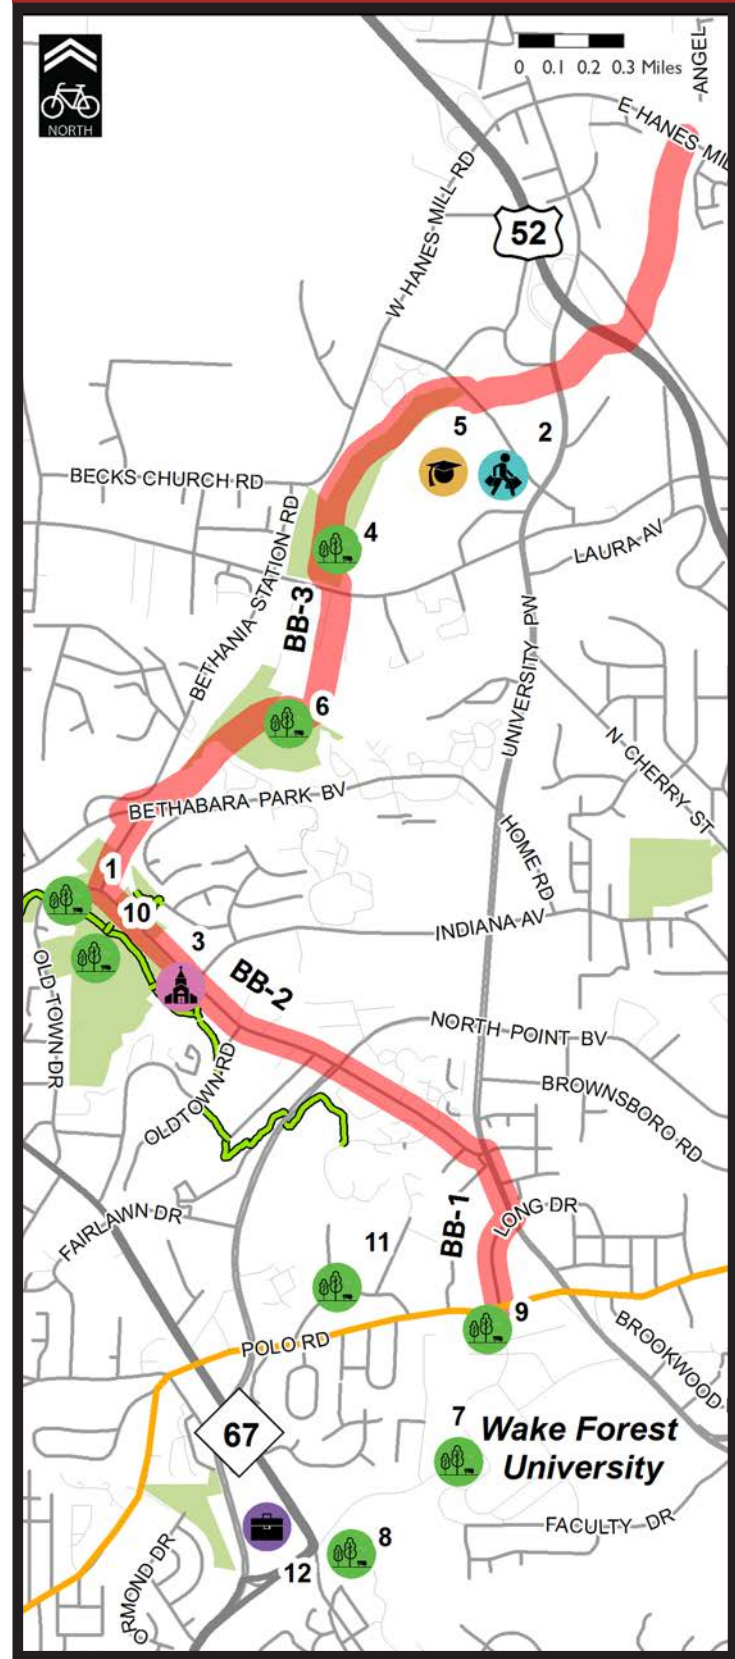 NORTH
0 0.1 0.2 0.3 Miles
ANGEL
E HANES MIL
W HANES MILL RD
52
5
2
BECKS CHURCH RD
4
LAURA AV
BETHANIA STATION RD
BB-3
UNIVERSITY PW
6
N CHERRY ST
BETHABARA PARK BV
HOME RD
1
10
INDIANA AV
3
OLD TOWN DR
BB-2
NORTH POINT BV
OLDTOWN RD
BROWNSBORO RD
FAIRLAWN DR
BB-1
LONG DR
11
9
POLO RD
BROOKWOOD
7
Wake Forest
University
67
FACULTY DR
8
12
ORMOND DR